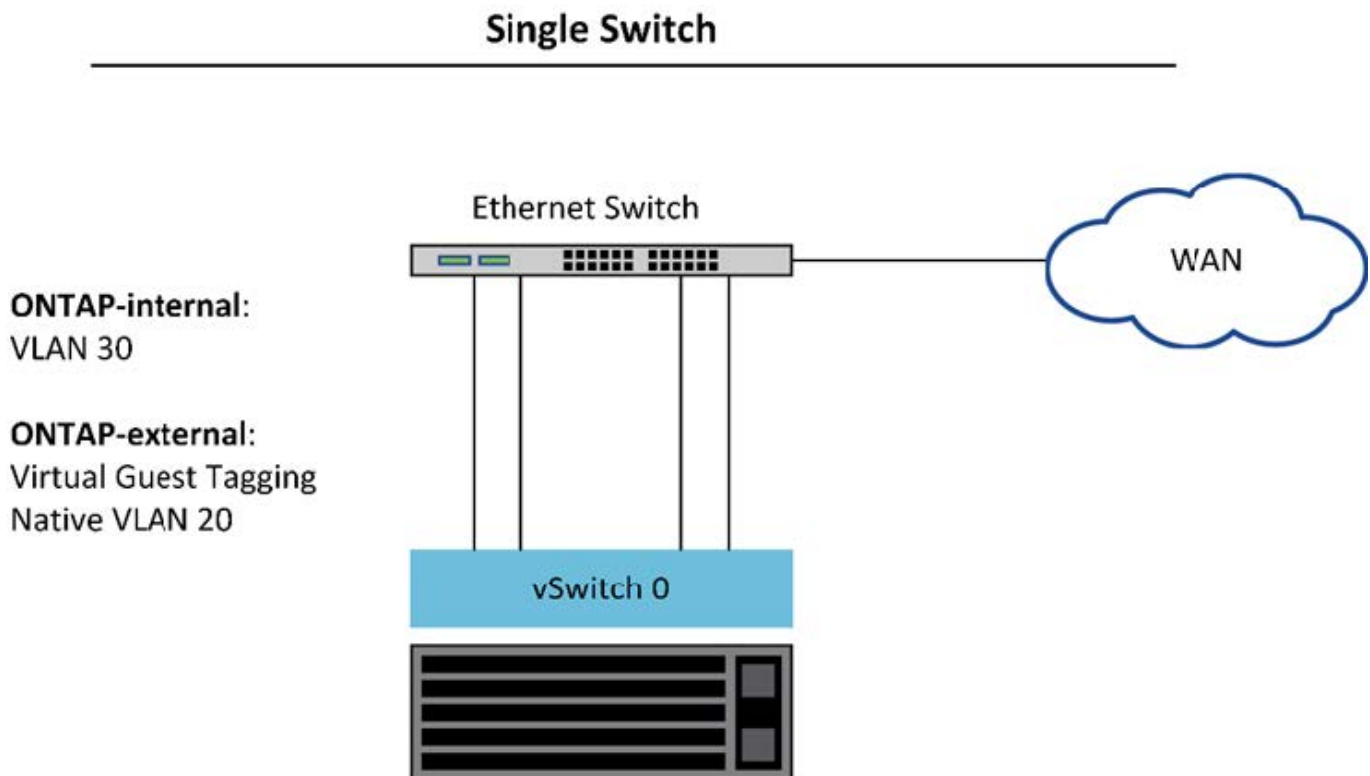 Single Switch
Ethernet Switch
WAN
ONTAP-internal:
VLAN 30
ONTAP-external:
Virtual Guest Tagging
Native VLAN 20
vSwitch 0